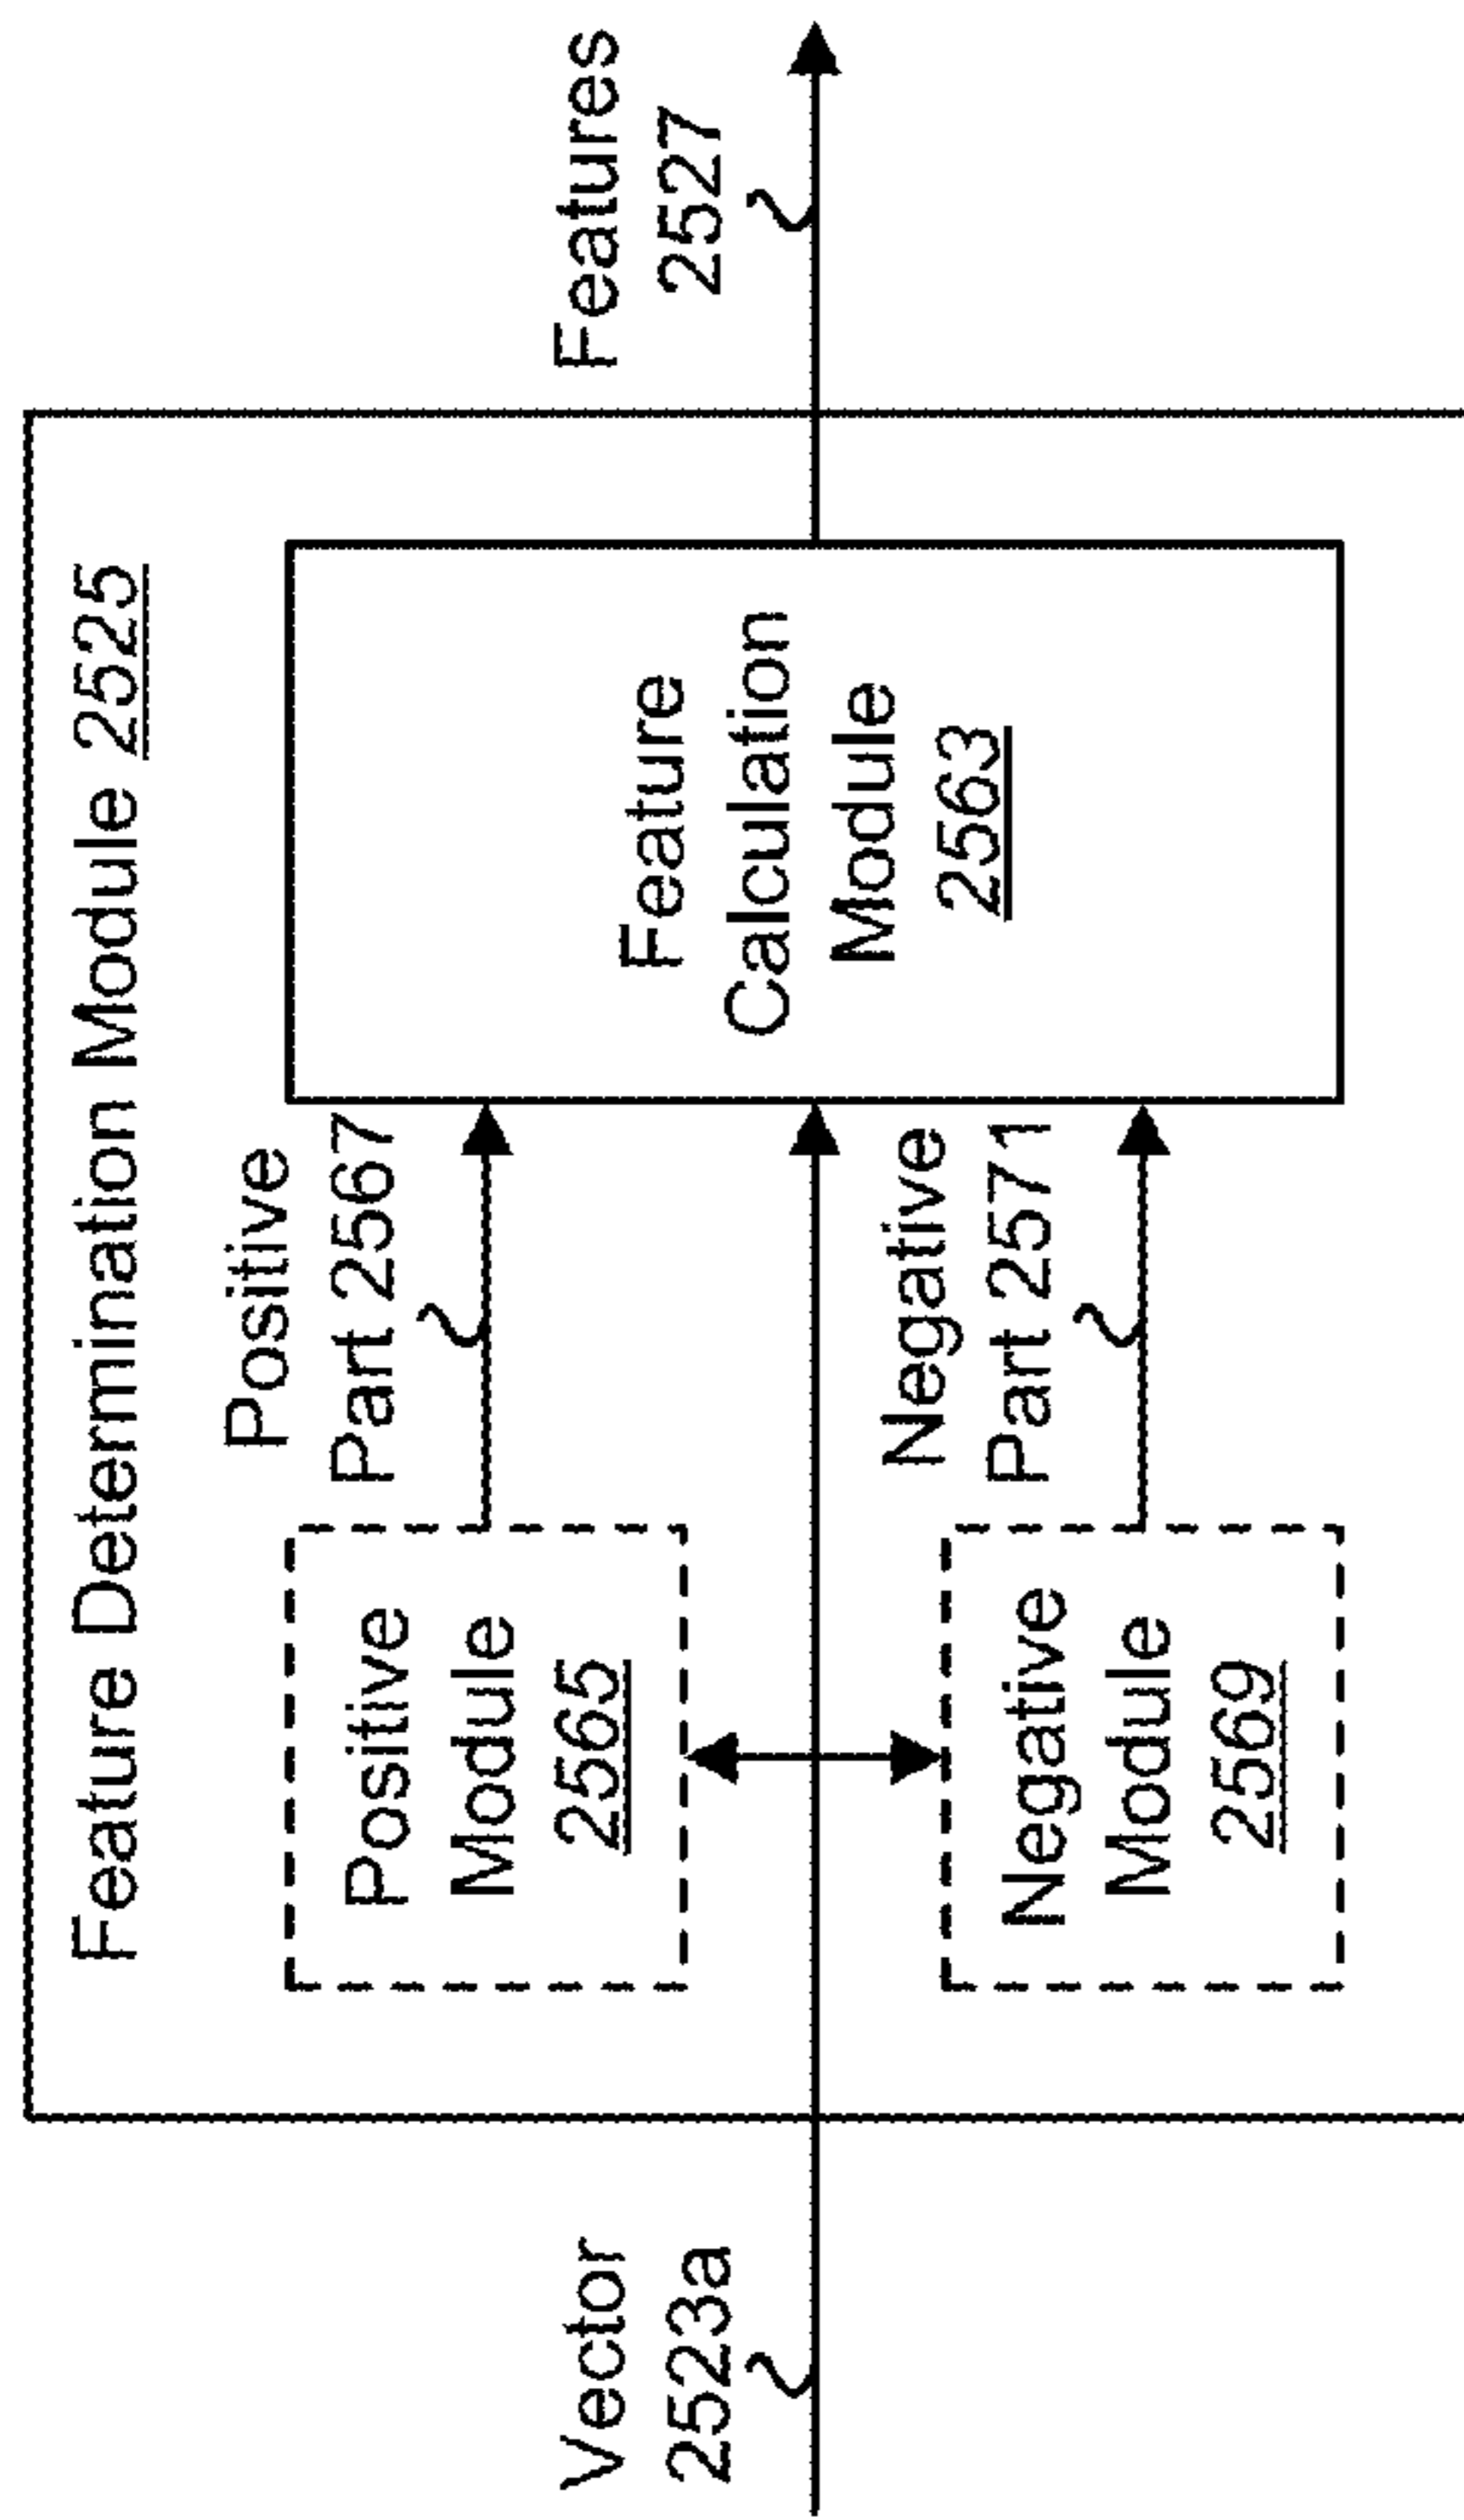 Feature Determination Module 2525
Vector
2523a
Positive
Module
2565
Positive
Part 2567
Negative
Module
2569
Negative
Part 2571
Feature
Calculation
Module
2563
Features
2527